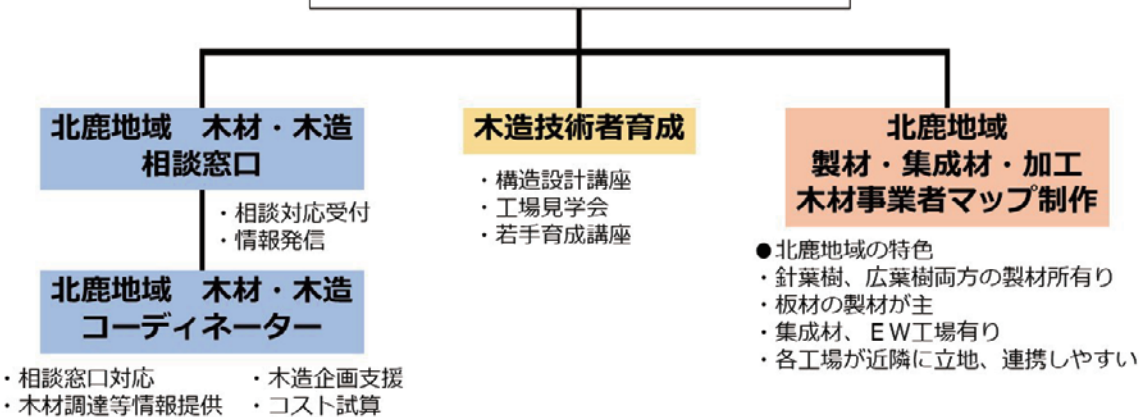 北鹿地域　木材・木造
相談窓口
・相談対応受付
・情報発信
北鹿地域　木材・木造
コーディネーター
・相談窓口対応
・木材調達等情報提供
・木造企画支援
・コスト試算
木造技術者育成
・構造設計講座
・工場見学会
・若手育成講座
北鹿地域
製材・集成材・加工
木材事業者マップ制作
●北鹿地域の特色
・針葉樹、広葉樹両方の製材所有り
・板材の製材が主
・集成材、ＥＷ工場有り
・各工場が近隣に立地、連携しやすい